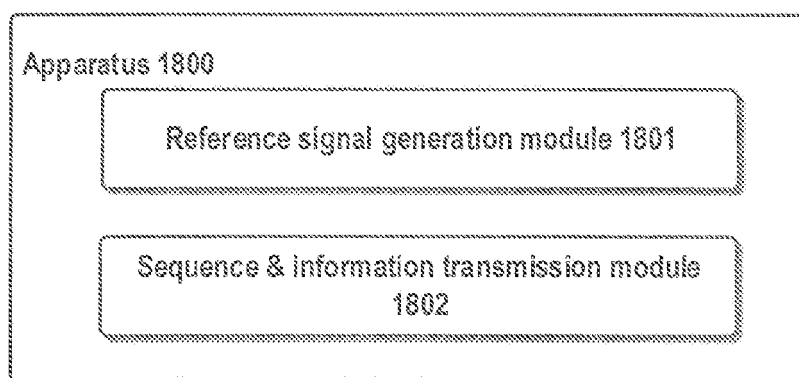 Apparatus 1800
Reference signal generation module 1801
Sequence & information transmission module
1802